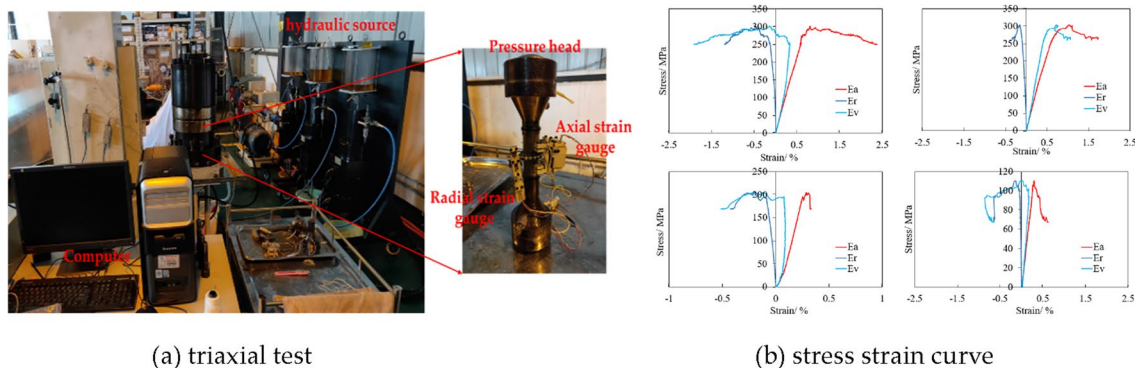 hydraulic source
Pressure head
Axial strain
gauge
Radial strain
gauge
Computer
(a) triaxial test
350
300
250
200
150
100
50
0
-2.5 -1.5 -0.5 0.5 1.5 2.5
Stress/ MPa
Strain/ %
Ea
Er
Ev
400
350
300
250
200
150
100
50
0
-2.5 -1.5 -0.5 0.5 1.5 2.5
Stress/ MPa
Strain/ %
Ea
Er
Ev
250
200
150
100
50
0
-1 -0.5 0 0.5 1
Stress/ MPa
Strain/ %
Ea
Er
Ev
120
100
80
60
40
20
0
-2.5 -1.5 -0.5 0.5 1.5 2.5
Stress/ MPa
Strain/ %
Ea
Er
Ev
(b) stress strain curve